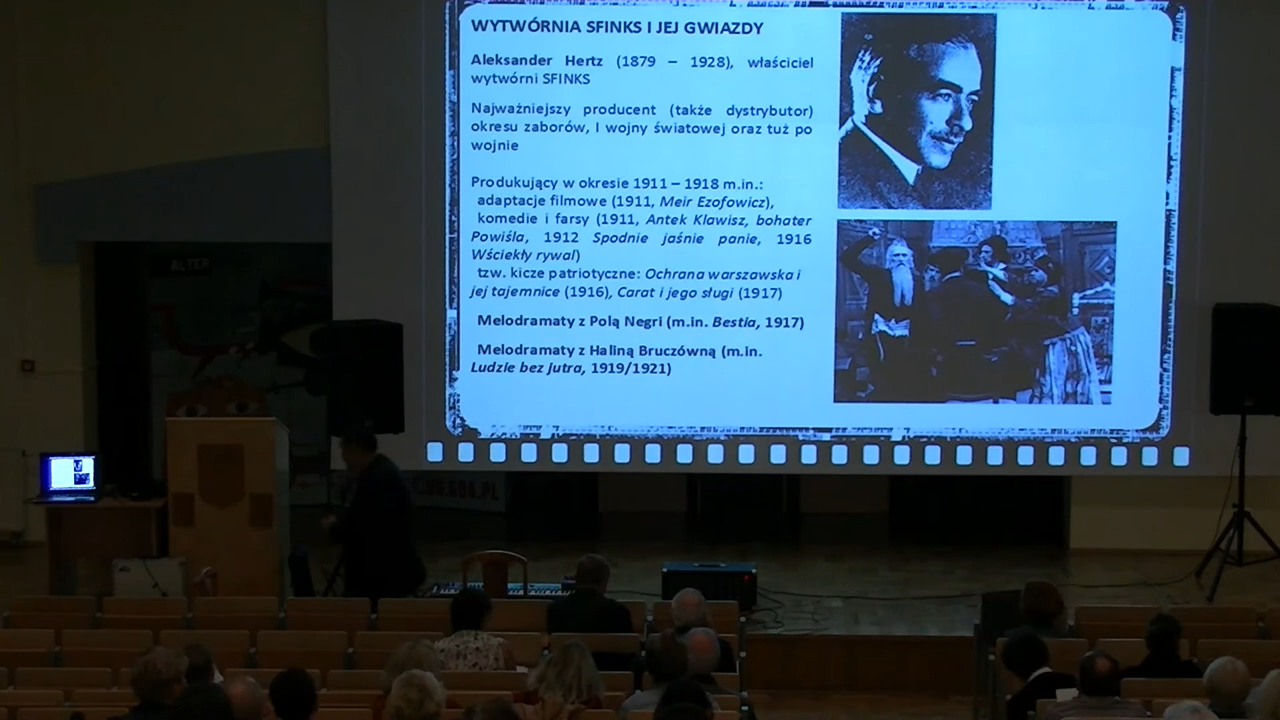 WYTWÓRNIA SFINKS I JEJ GWIAZDY
Aleksander Hertz (1879 – 1928), właściciel
wytwórni SFINKS
Najważniejszy producent (także dystrybutor)
okresu zaborów, I wojny światowej oraz tuż po
wojnie
Produkujący w okresie 1911 – 1918 m.in.:
adaptacje filmowe (1911, Meir Ezofowicz),
komedie i farsy (1911, Antek Klawisz, bohater
Powiśla, 1912 Spodnie jaśnie panie, 1916
Wściekły rywal)
tzw. kicze patriotyczne: Ochrana warszawska i
jej tajemnice (1916), Carat i jego sługi (1917)
Melodramaty z Polą Negri (m.in. Bestia, 1917)
Melodramaty z Haliną Bruczówną (m.in.
Ludzie bez jutra, 1919/1921)
ALTER